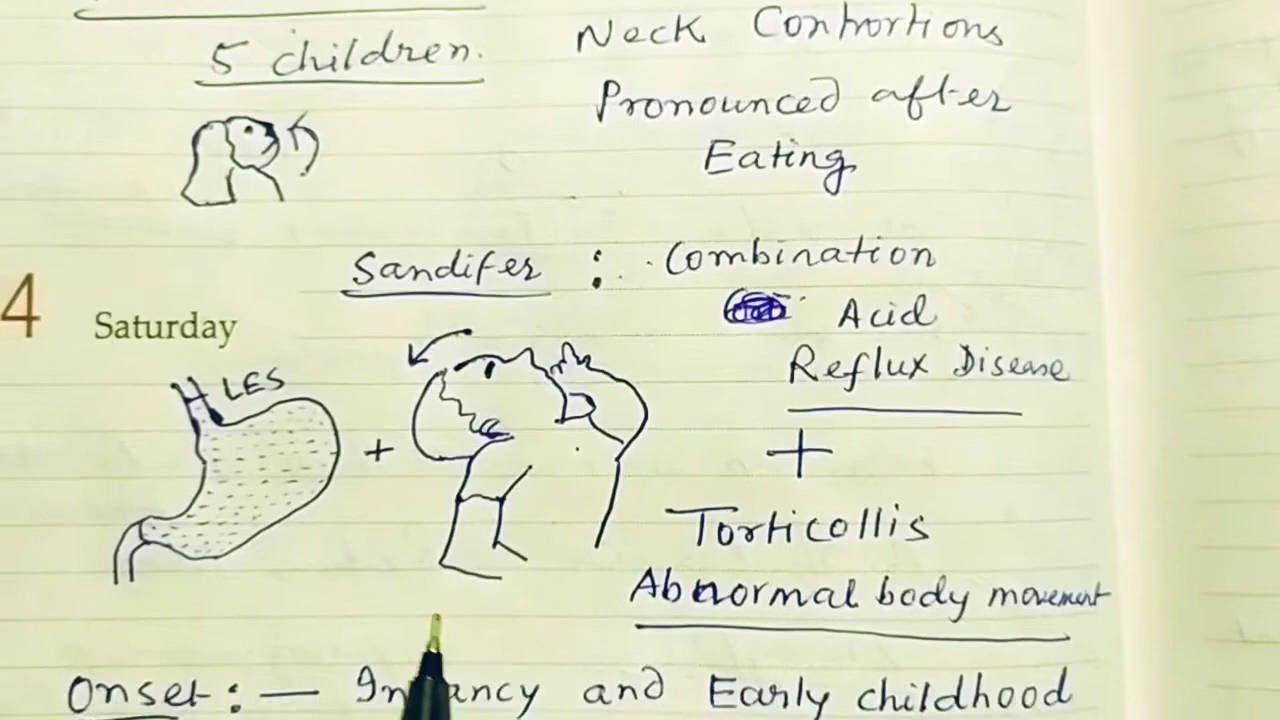 5 children.
Neck Contortions
Pronounced after
Eating
Sandifer : Combination
Acid
Reflux Disease
4 Saturday
LES
+
+
Torticollis
Abnormal body movement
Onset : — Infancy and Early childhood